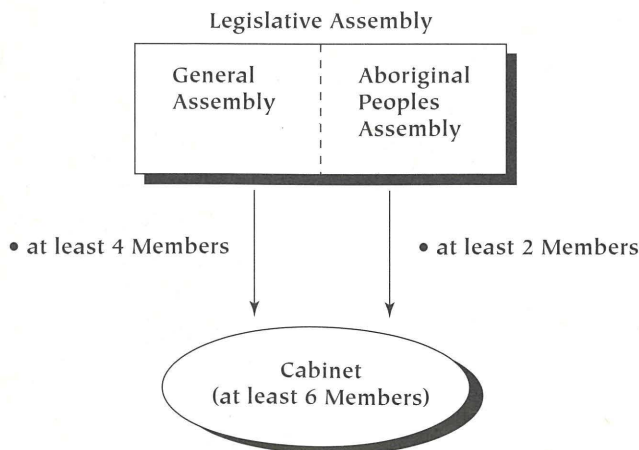 Legislative Assembly
General
Assembly
Aboriginal
Peoples
Assembly
• at least 4 Members
• at least 2 Members
Cabinet
(at least 6 Members)